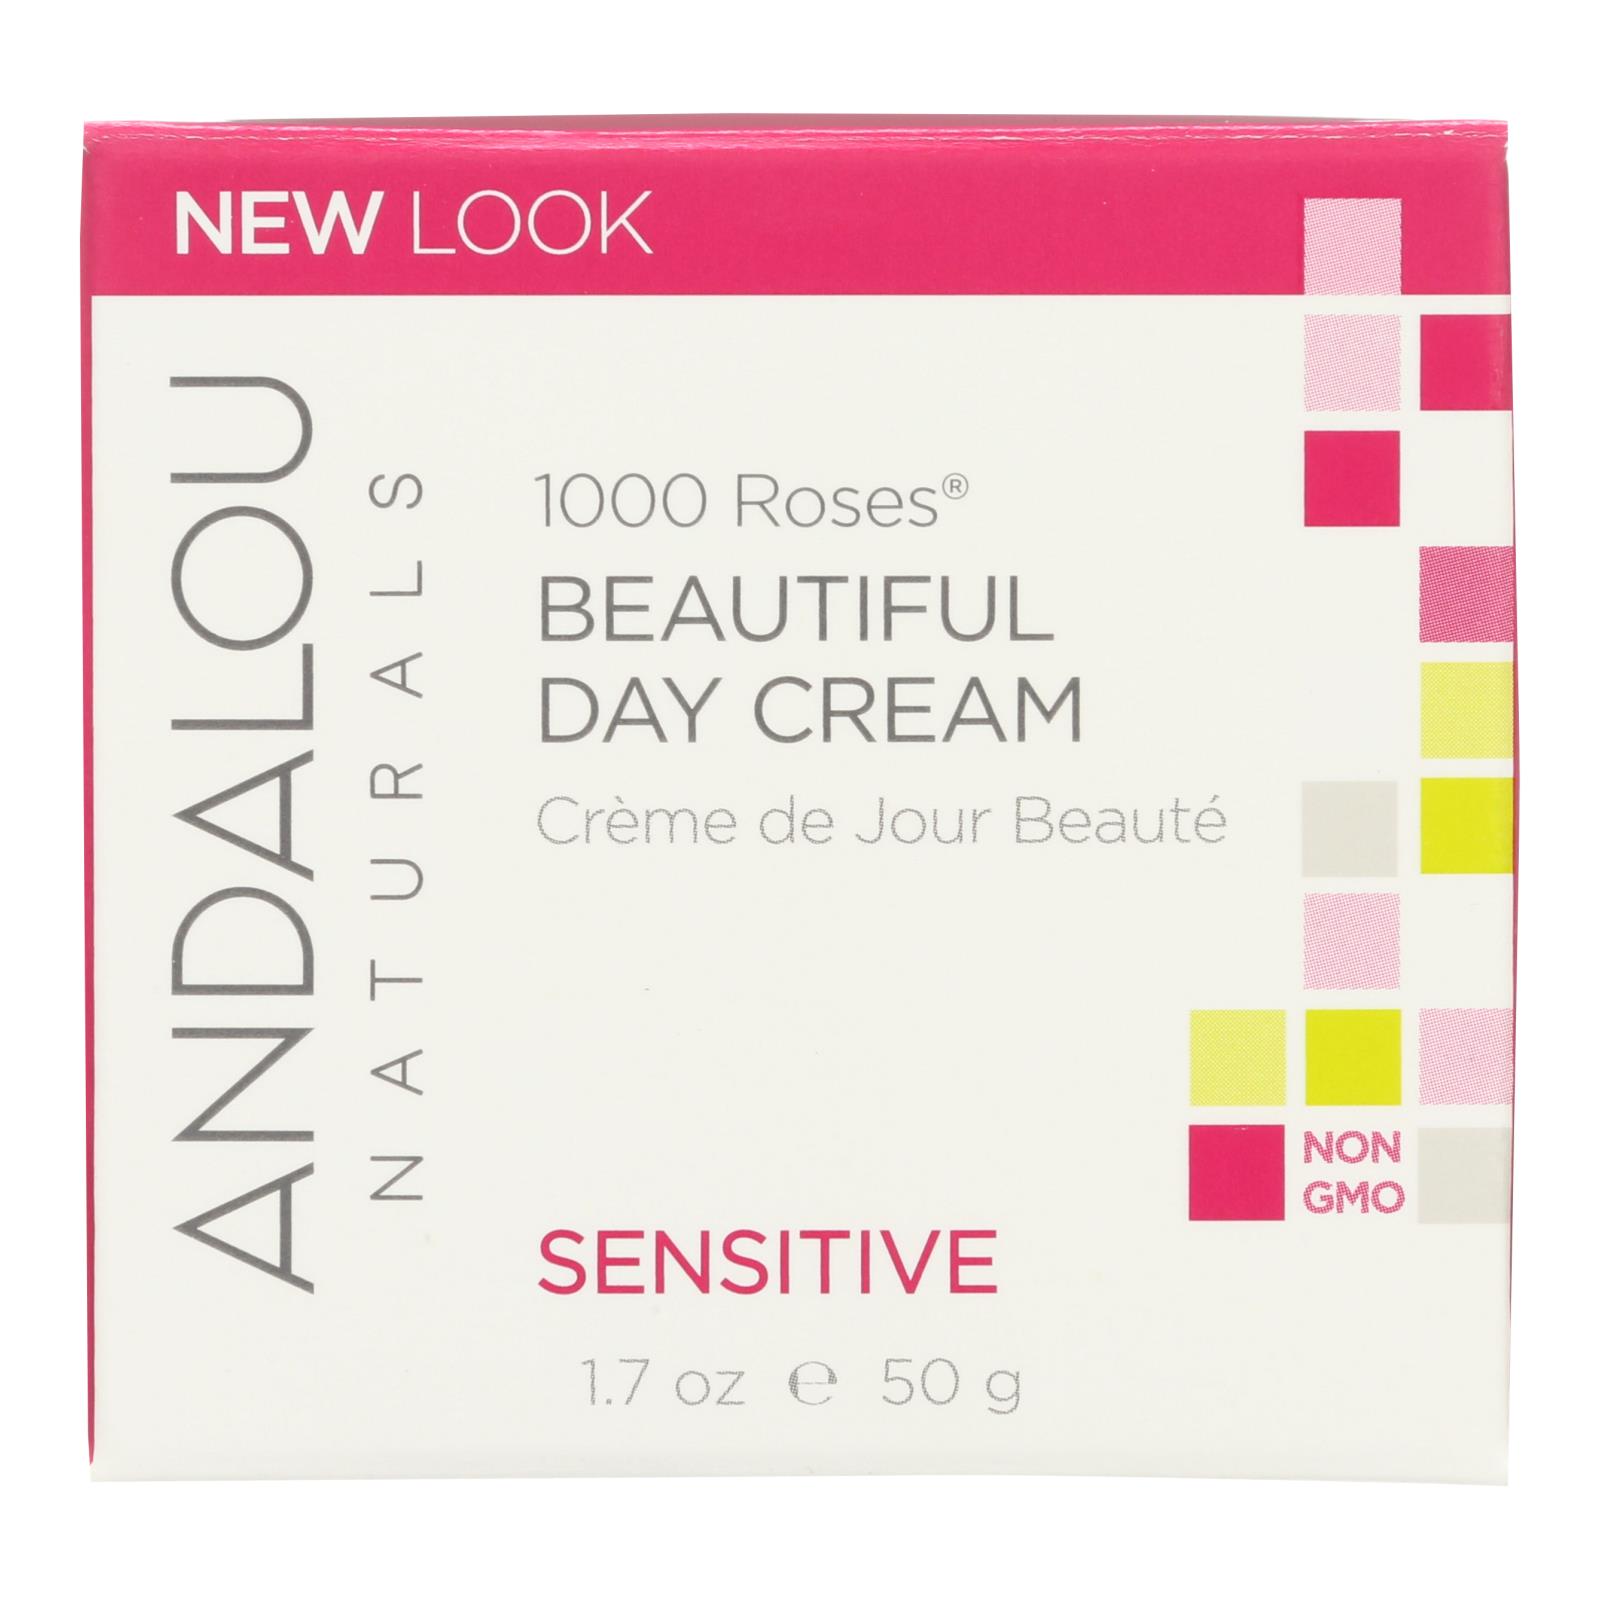 NEW LOOK
ANDALOU
NATURALS
1000 Roses®
BEAUTIFUL
DAY CREAM
Crème de Jour Beauté
NON
GMO
SENSITIVE
1.7 oz ℮ 50 g